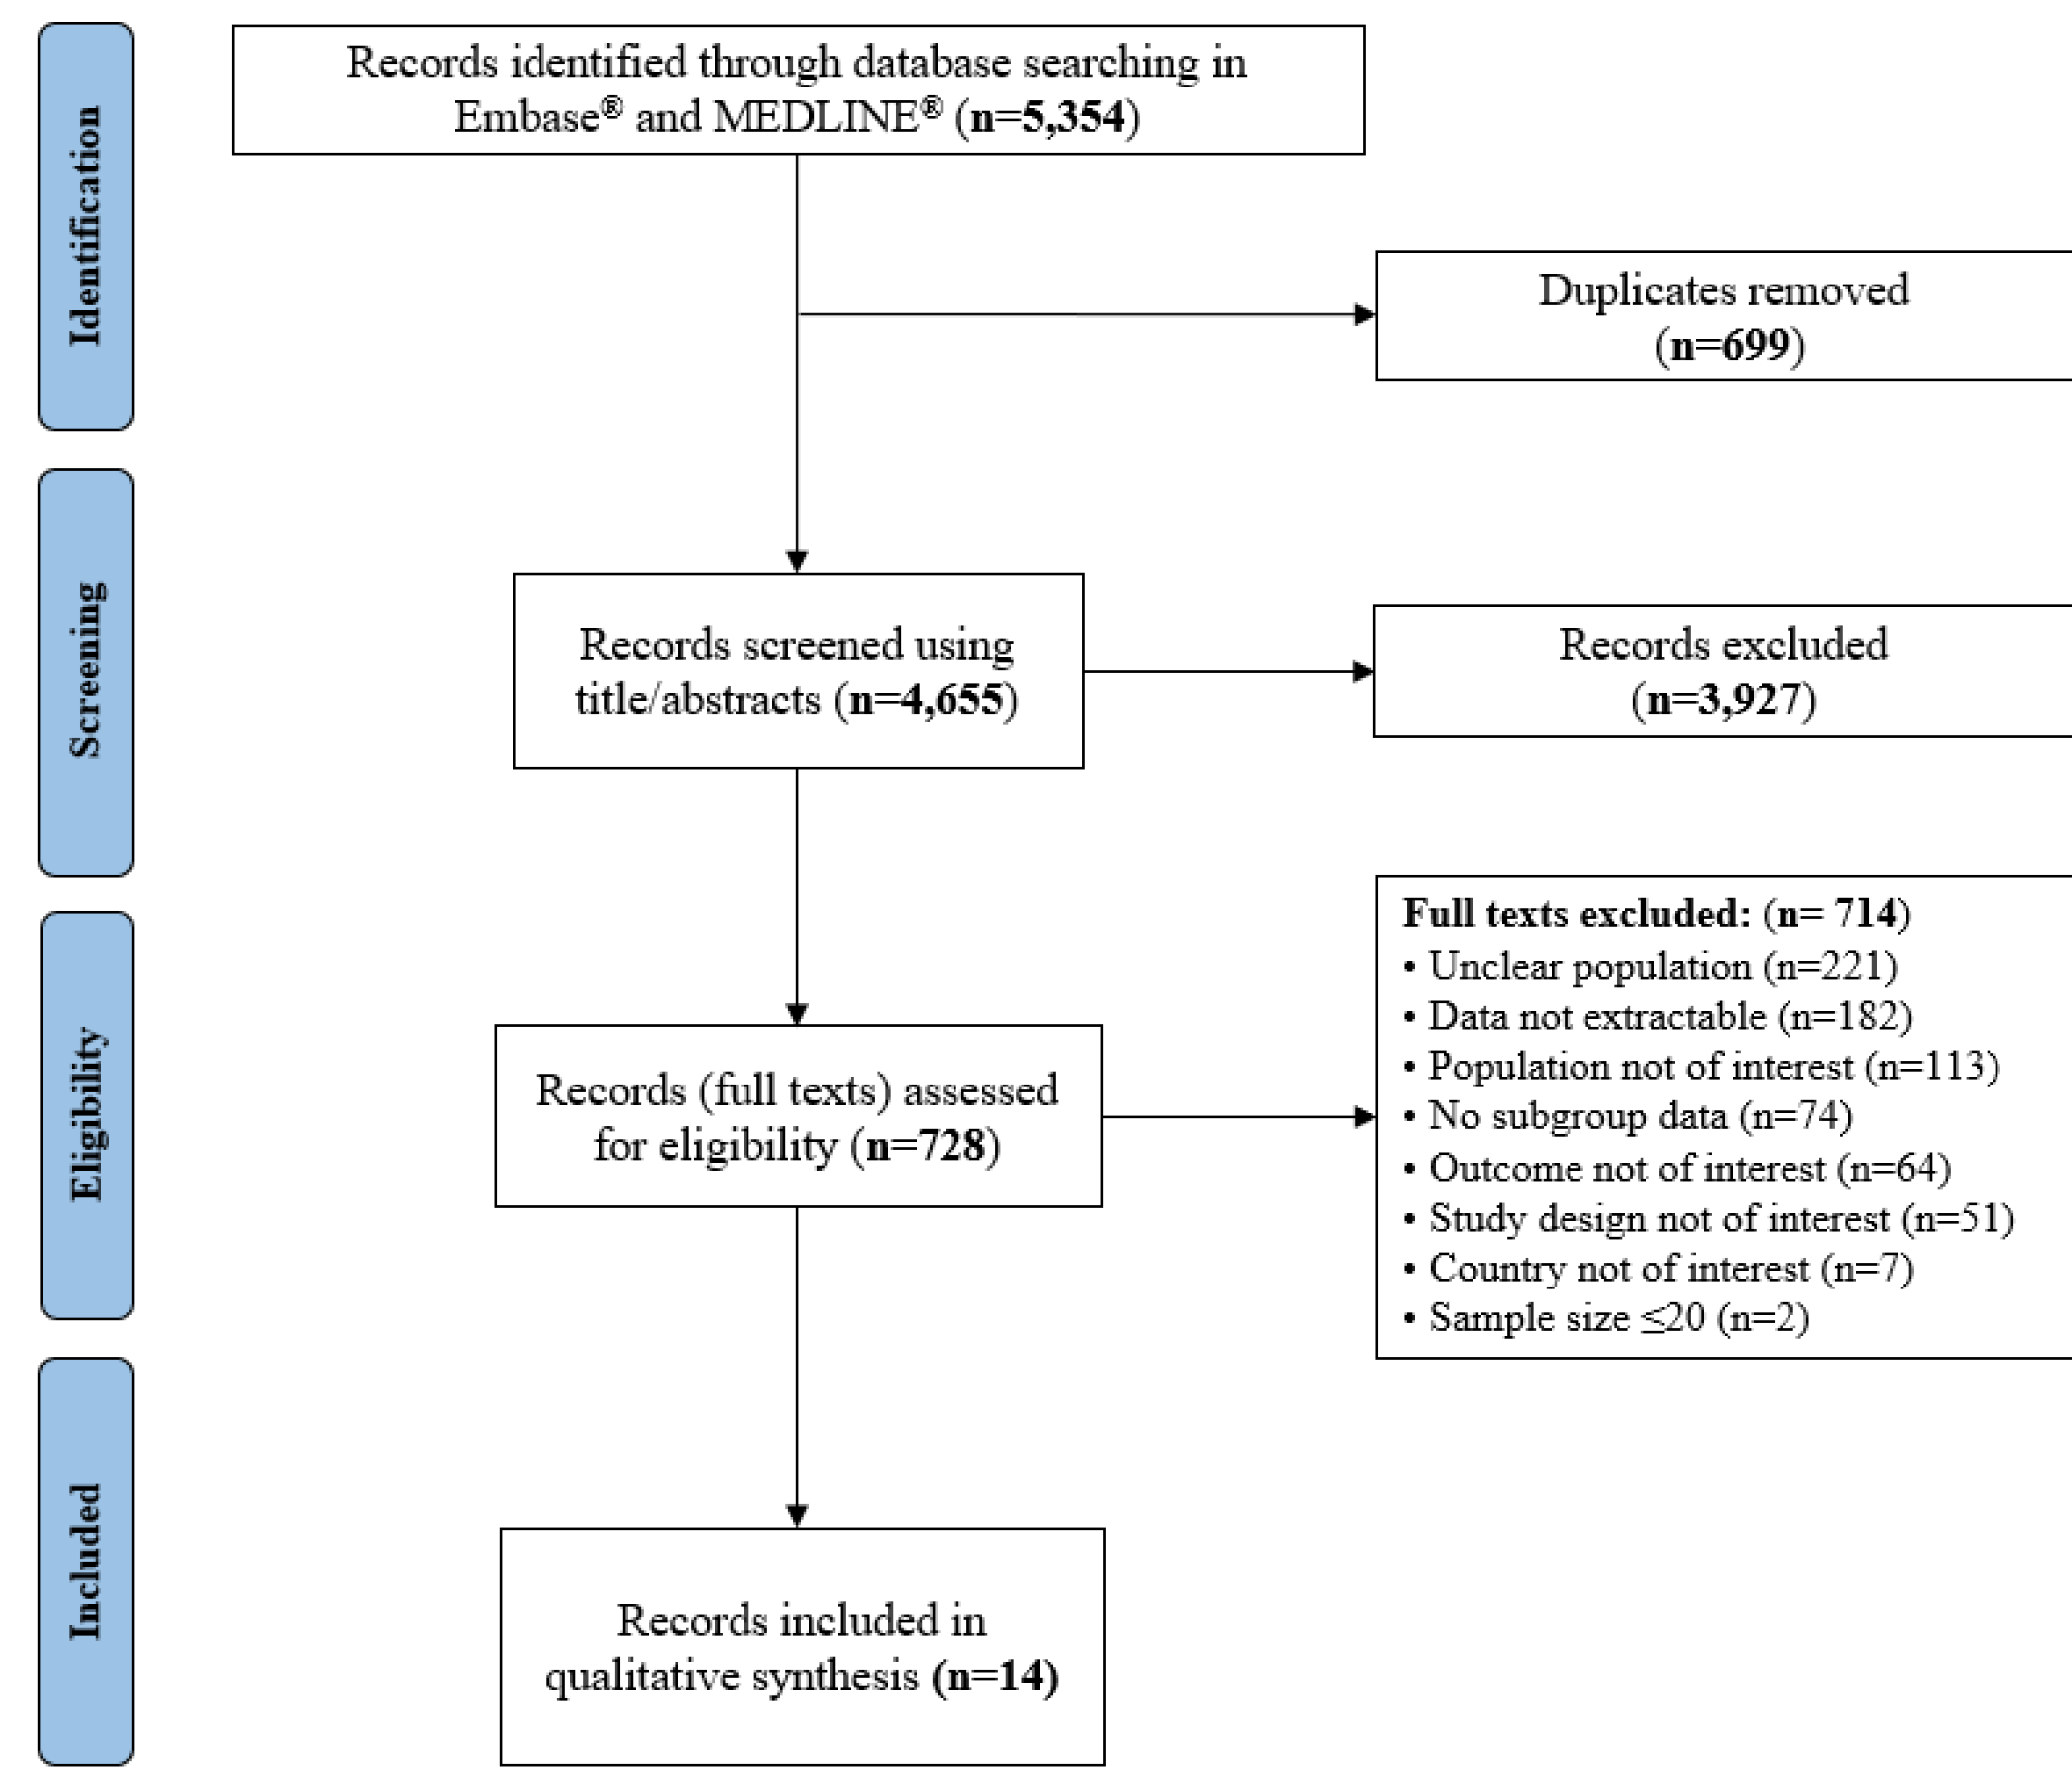 Identification
Records identified through database searching in
Embase® and MEDLINE® (n=5,354)
Duplicates removed
(n=699)
Screening
Records screened using
title/abstracts (n=4,655)
Records excluded
(n=3,927)
Eligibility
Records (full texts) assessed
for eligibility (n=728)
Full texts excluded: (n= 714)
• Unclear population (n=221)
• Data not extractable (n=182)
• Population not of interest (n=113)
• No subgroup data (n=74)
• Outcome not of interest (n=64)
• Study design not of interest (n=51)
• Country not of interest (n=7)
• Sample size ≤20 (n=2)
Included
Records included in
qualitative synthesis (n=14)